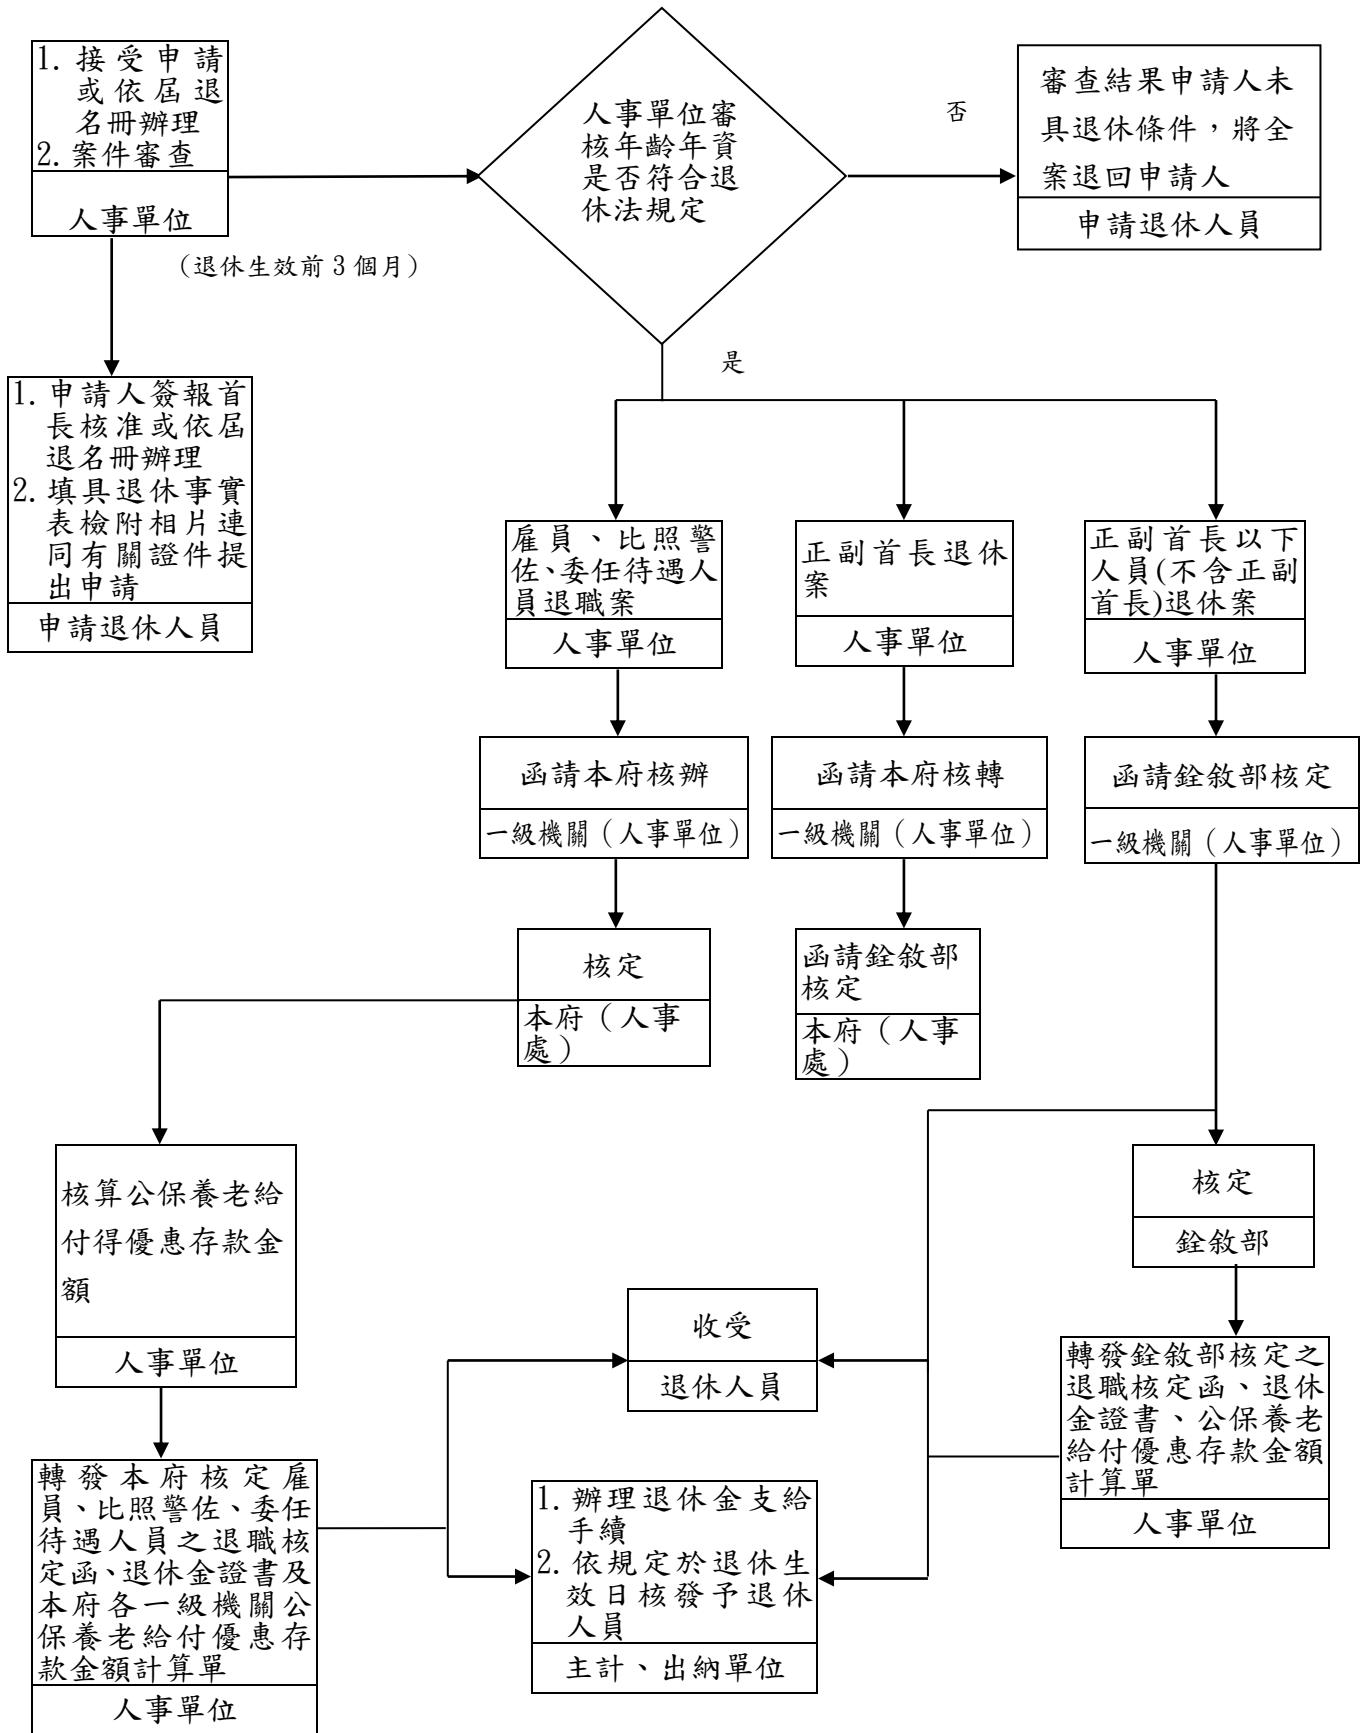 1. 接受申請
或依屆退
名冊辦理
2. 案件審查
人事單位
人事單位審
核年齡年資
是否符合退
休法規定
否
審查結果申請人未
具退休條件，將全
案退回申請人
申請退休人員
（退休生效前 3 個月）
是
1. 申請人簽報首
長核准或依屆
退名冊辦理
2. 填具退休事實
表檢附相片連
同有關證件提
出申請
申請退休人員
雇員、比照警
佐、委任待遇人
員退職案
人事單位
正副首長退休
案
人事單位
正副首長以下
人員(不含正副
首長)退休案
人事單位
函請本府核辦
一級機關（人事單位）
函請本府核轉
一級機關（人事單位）
函請銓敘部核定
一級機關（人事單位）
核定
本府（人事
處）
函請銓敘部
核定
本府（人事
處）
核算公保養老給
付得優惠存款金
額
人事單位
核定
銓敘部
收受
退休人員
轉發銓敘部核定之
退職核定函、退休
金證書、公保養老
給付優惠存款金額
計算單
人事單位
轉發本府核定雇
員、比照警佐、委任
待遇人員之退職核
定函、退休金證書及
本府各一級機關公
保養老給付優惠存
款金額計算單
人事單位
1. 辦理退休金支給
手續
2. 依規定於退休生
效日核發予退休
人員
主計、出納單位